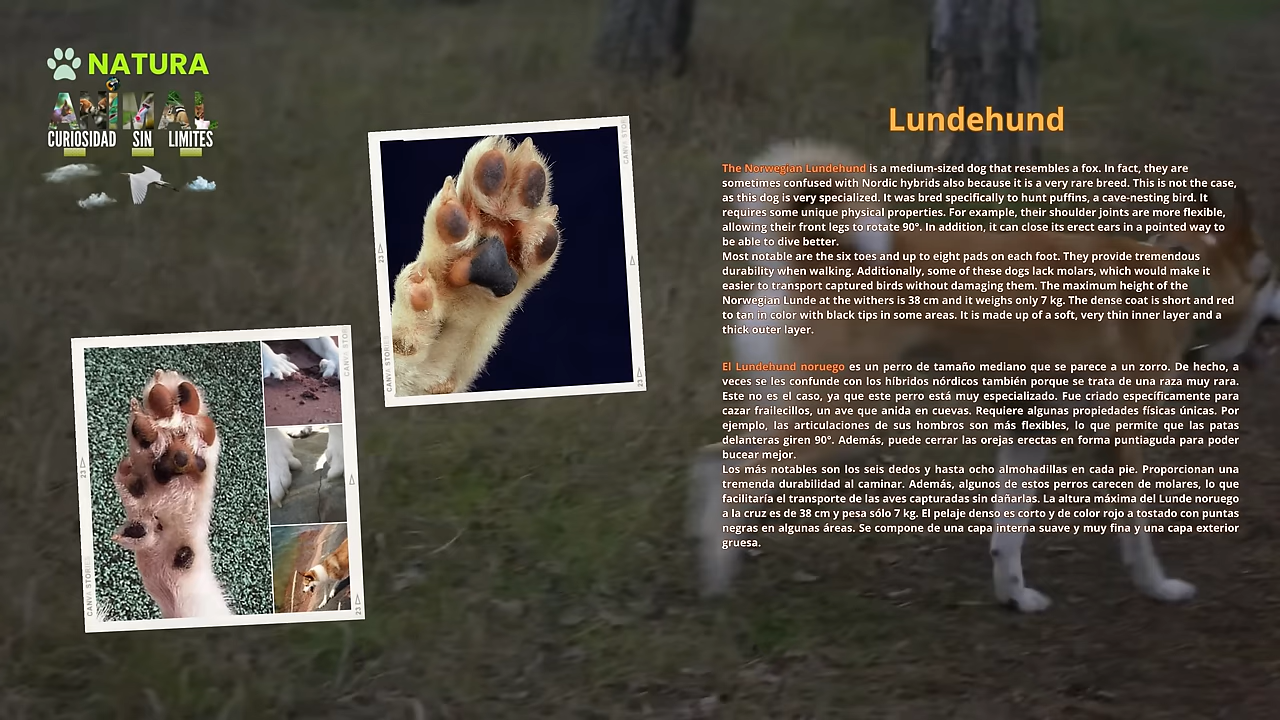 NATURA
ANIMAL
CURIOSIDAD SIN LIMITES
Lundehund
The Norwegian Lundehund is a medium-sized dog that resembles a fox. In fact, they are
sometimes confused with Nordic hybrids also because it is a very rare breed. This is not the case,
as this dog is very specialized. It was bred specifically to hunt puffins, a cave-nesting bird. It
requires some unique physical properties. For example, their shoulder joints are more flexible,
allowing their front legs to rotate 90°. In addition, it can close its erect ears in a pointed way to
be able to dive better.
Most notable are the six toes and up to eight pads on each foot. They provide tremendous
durability when walking. Additionally, some of these dogs lack molars, which would make it
easier to transport captured birds without damaging them. The maximum height of the
Norwegian Lunde at the withers is 38 cm and it weighs only 7 kg. The dense coat is short and red
to tan in color with black tips in some areas. It is made up of a soft, very thin inner layer and a
thick outer layer.
El Lundehund noruego es un perro de tamaño mediano que se parece a un zorro. De hecho, a
veces se les confunde con los híbridos nórdicos también porque se trata de una raza muy rara.
Este no es el caso, ya que este perro está muy especializado. Fue criado específicamente para
cazar frailecillos, un ave que anida en cuevas. Requiere algunas propiedades físicas únicas. Por
ejemplo, las articulaciones de sus hombros son más flexibles, lo que permite que las patas
delanteras giren 90°. Además, puede cerrar las orejas erectas en forma puntiaguda para poder
bucear mejor.
Los más notables son los seis dedos y hasta ocho almohadillas en cada pie. Proporcionan una
tremenda durabilidad al caminar. Además, algunos de estos perros carecen de molares, lo que
facilitaría el transporte de las aves capturadas sin dañarlas. La altura máxima del Lunde noruego
a la cruz es de 38 cm y pesa sólo 7 kg. El pelaje denso es corto y de color rojo a tostado con puntas
negras en algunas áreas. Se compone de una capa interna suave y muy fina y una capa exterior
gruesa.
CANVA STOR
23
CANVA STORIES
23
CANVA STORIES
23
CANVA STORIES
23